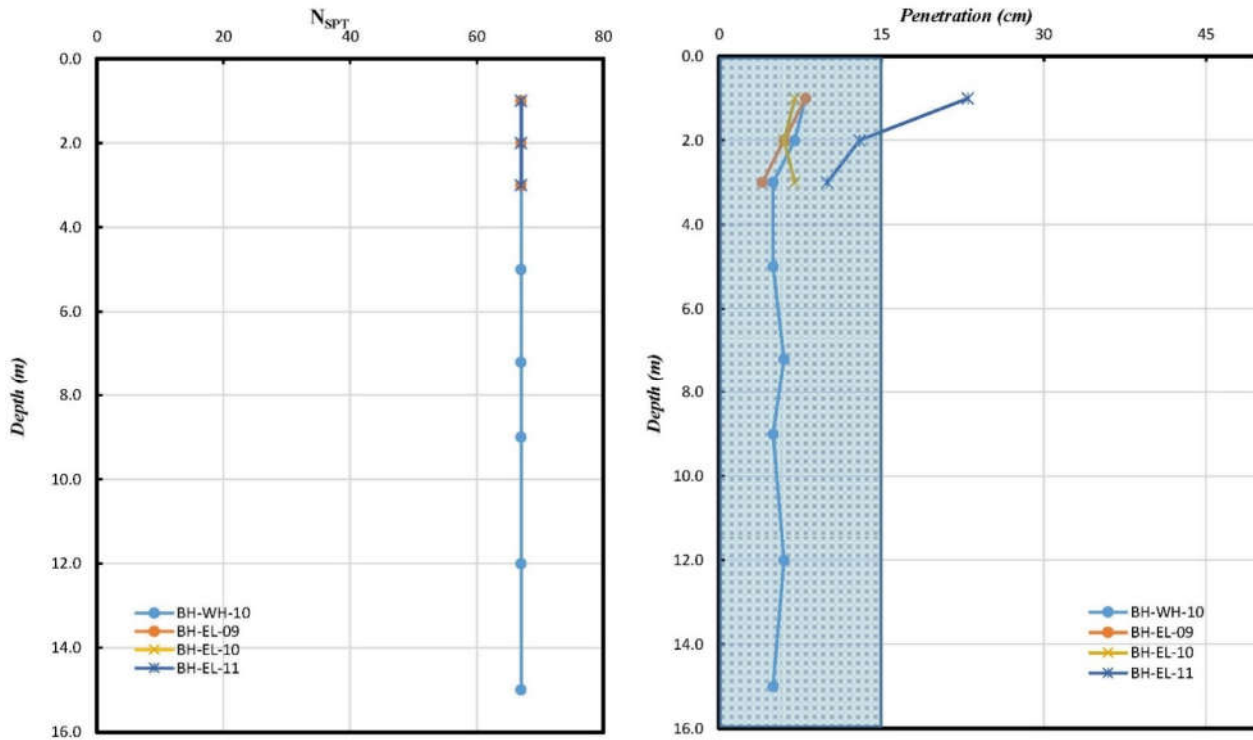 N_SPT
0 20 40 60 80
0.0
2.0
4.0
6.0
8.0
10.0
12.0
14.0
16.0
Depth (m)
BH-WH-10
BH-EL-09
BH-EL-10
BH-EL-11
Penetration (cm)
0 15 30 45
0.0
2.0
4.0
6.0
8.0
10.0
12.0
14.0
16.0
Depth (m)
BH-WH-10
BH-EL-09
BH-EL-10
BH-EL-11